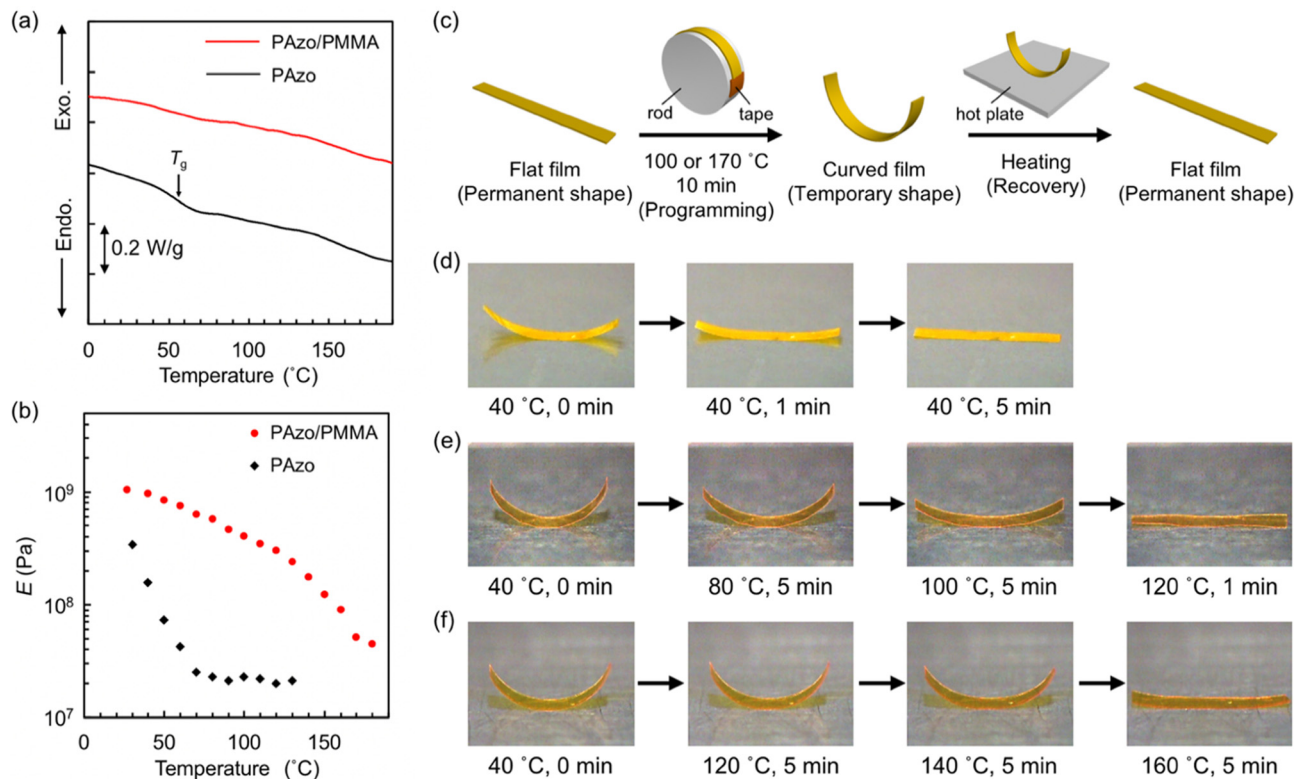 (a)
PAzo/PMMA
PAzo
Exo.
Endo.
Tg
0.2 W/g
0 50 100 150
Temperature (˚C)
(b)
PAzo/PMMA
PAzo
10⁹
10⁸
10⁷
E (Pa)
0 50 100 150
Temperature (˚C)
(c)
rod
tape
hot plate
Flat film
(Permanent shape)
100 or 170 ˚C
10 min
(Programming)
Curved film
(Temporary shape)
Heating
(Recovery)
Flat film
(Permanent shape)
(d)
40 ˚C, 0 min
40 ˚C, 1 min
40 ˚C, 5 min
(e)
40 ˚C, 0 min
80 ˚C, 5 min
100 ˚C, 5 min
120 ˚C, 1 min
(f)
40 ˚C, 0 min
120 ˚C, 5 min
140 ˚C, 5 min
160 ˚C, 5 min